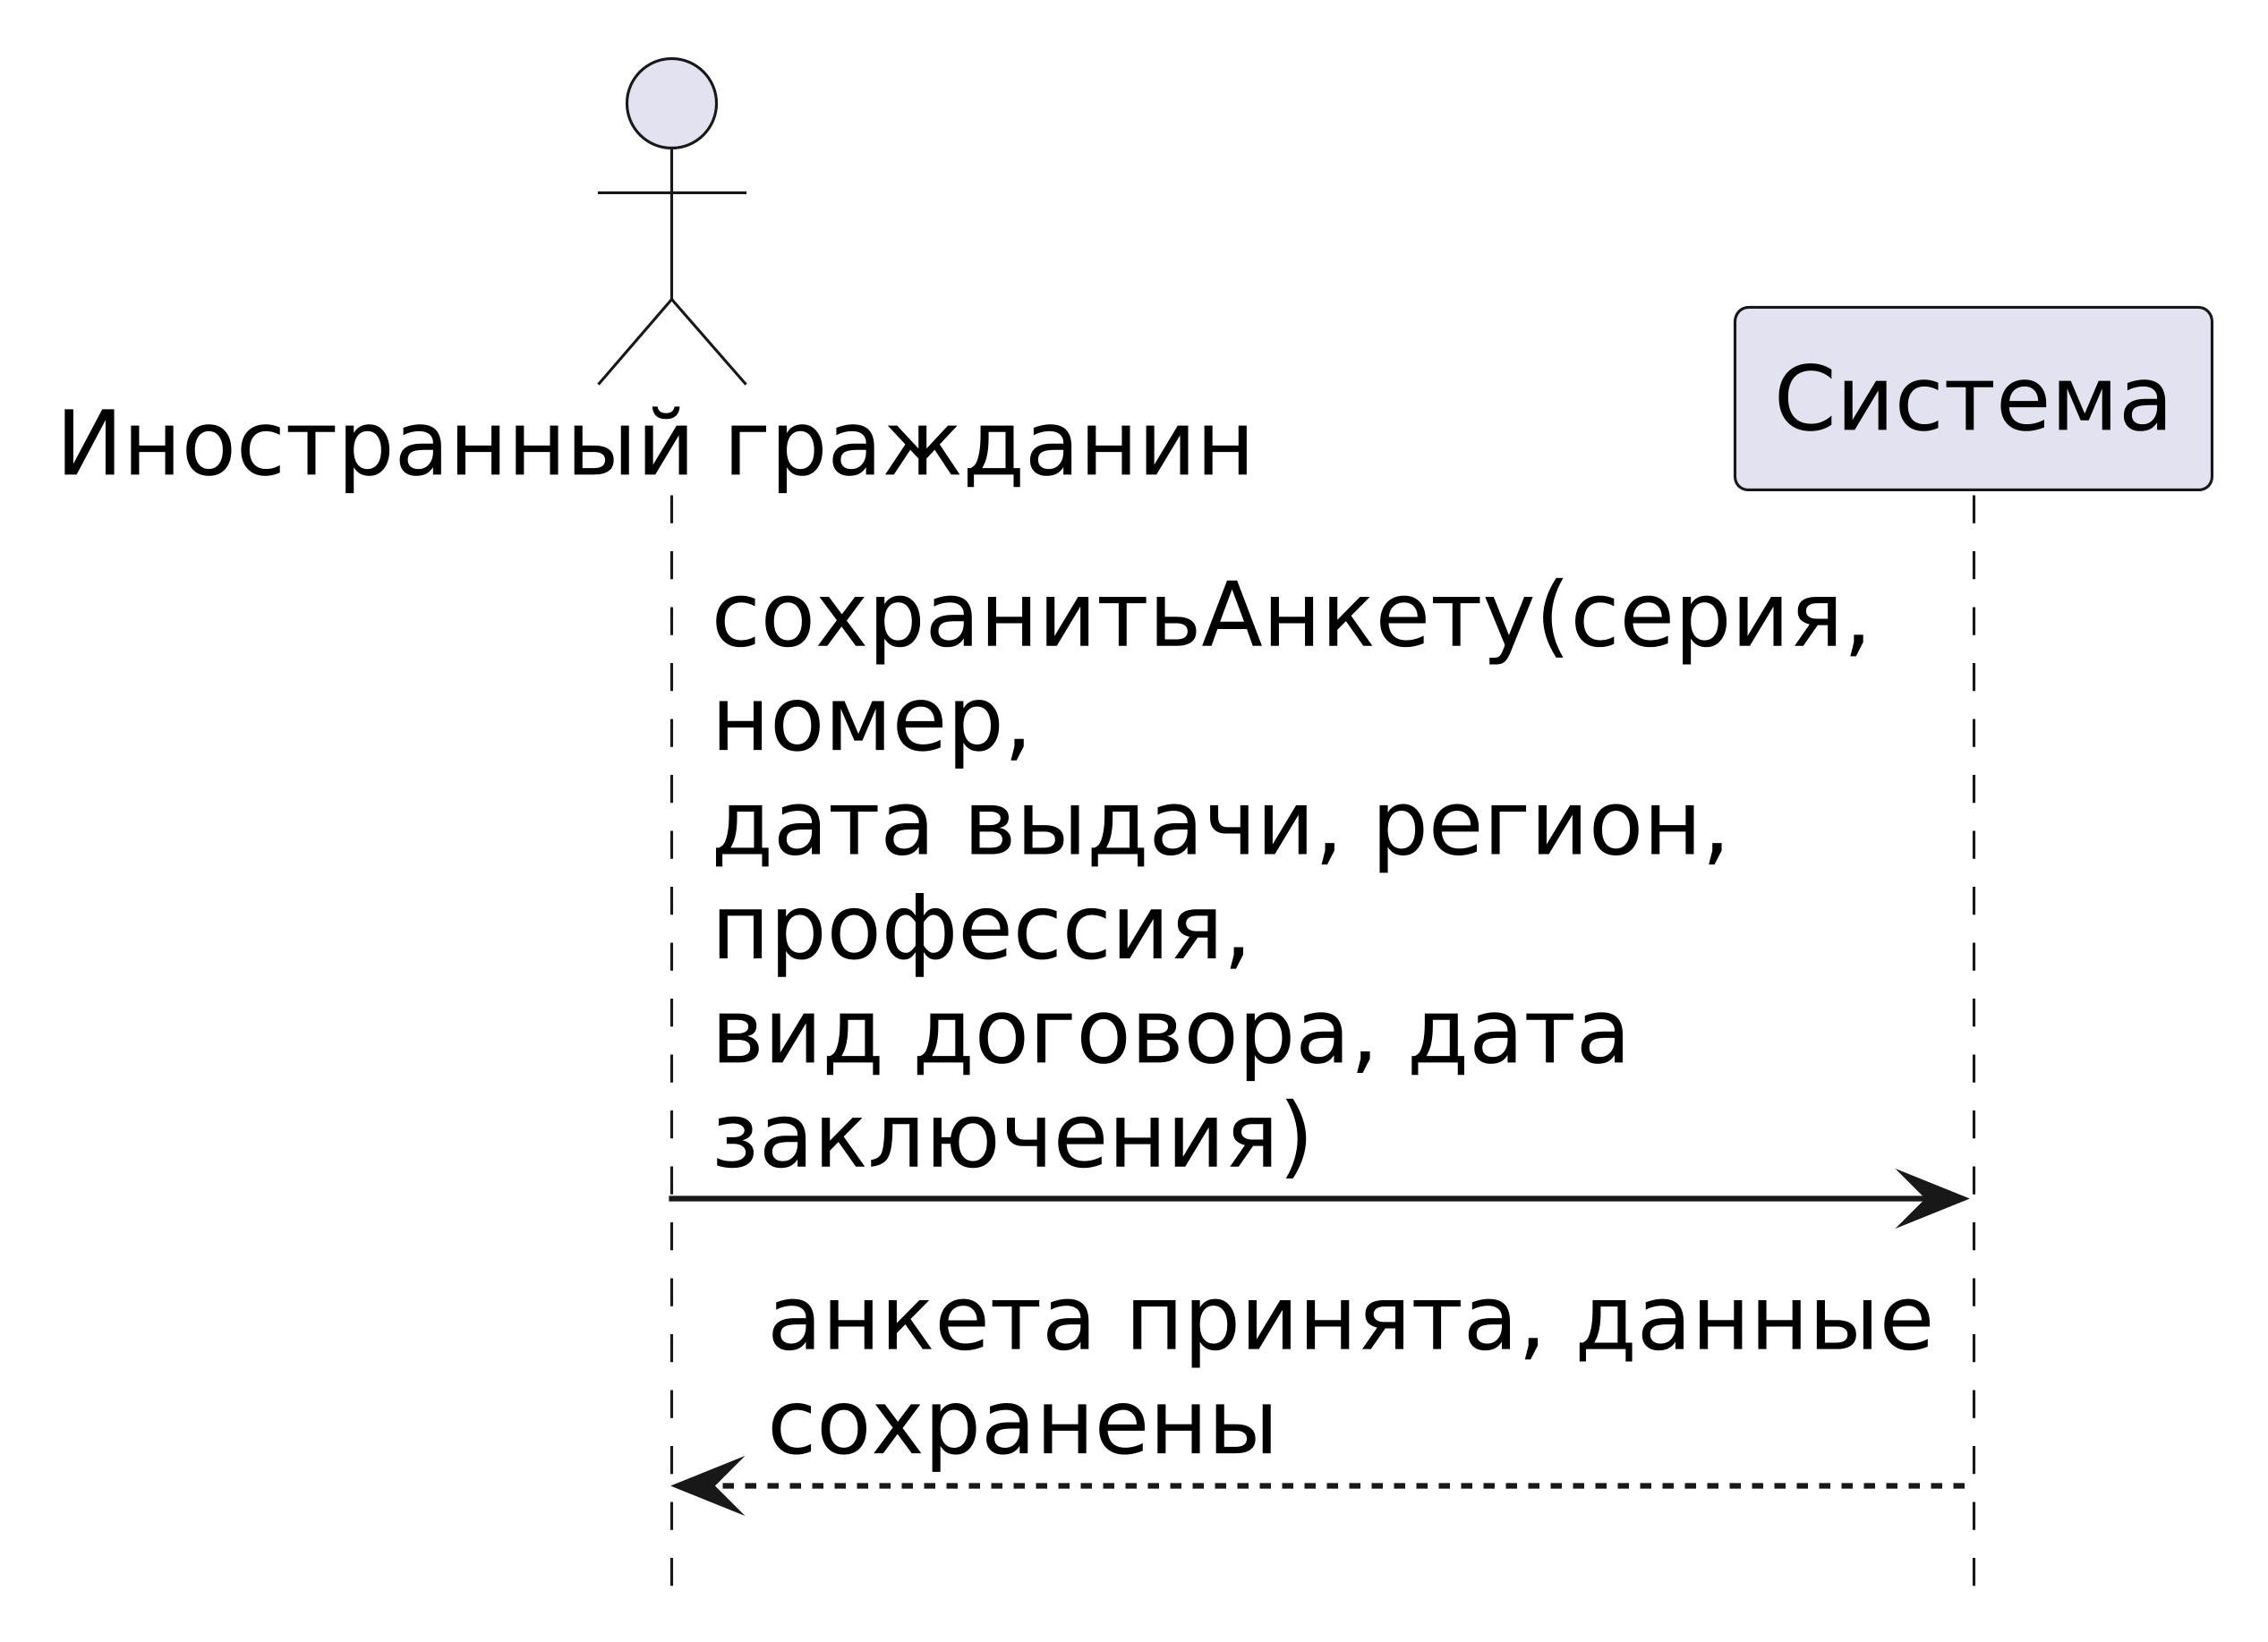 Иностранный гражданин
Система
сохранитьАнкету(серия,
номер,
дата выдачи, регион,
профессия,
вид договора, дата
заключения)
анкета принята, данные
сохранены